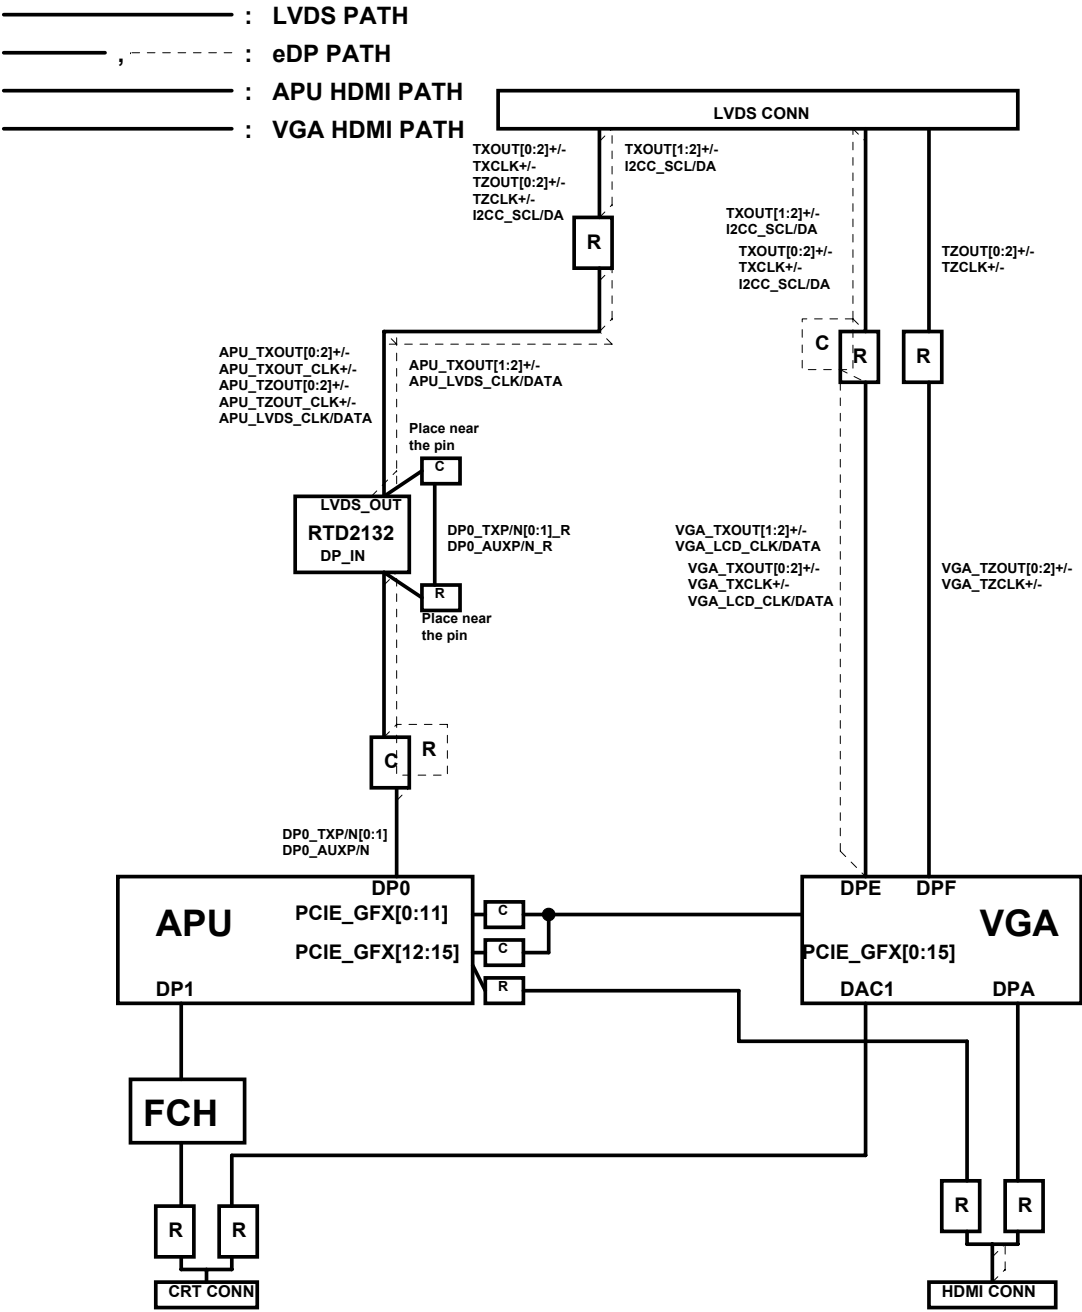 : LVDS PATH
, : eDP PATH
: APU HDMI PATH
: VGA HDMI PATH
LVDS CONN
TXOUT[0:2]+/-
TXCLK+/-
TZOUT[0:2]+/-
TZCLK+/-
I2CC_SCL/DA
TXOUT[1:2]+/-
I2CC_SCL/DA
R
TXOUT[1:2]+/-
I2CC_SCL/DA
TXOUT[0:2]+/-
TXCLK+/-
I2CC_SCL/DA
TZOUT[0:2]+/-
TZCLK+/-
C
R
R
APU_TXOUT[0:2]+/-
APU_TXOUT_CLK+/-
APU_TZOUT[0:2]+/-
APU_TZOUT_CLK+/-
APU_LVDS_CLK/DATA
APU_TXOUT[1:2]+/-
APU_LVDS_CLK/DATA
Place near
the pin
C
LVDS_OUT
RTD2132
DP_IN
DP0_TXP/N[0:1]_R
DP0_AUXP/N_R
R
Place near
the pin
VGA_TXOUT[1:2]+/-
VGA_LCD_CLK/DATA
VGA_TXOUT[0:2]+/-
VGA_TXCLK+/-
VGA_LCD_CLK/DATA
VGA_TZOUT[0:2]+/-
VGA_TZCLK+/-
C
R
DP0_TXP/N[0:1]
DP0_AUXP/N
DP0
APU
PCIE_GFX[0:11]
PCIE_GFX[12:15]
DP1
C
C
R
DPE
DPF
VGA
PCIE_GFX[0:15]
DAC1
DPA
FCH
R
R
CRT CONN
R
R
HDMI CONN